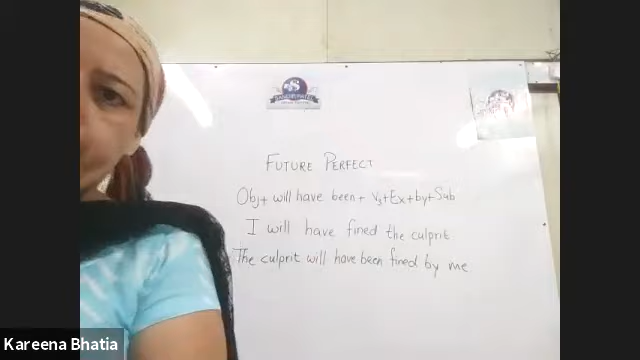 FUTURE PERFECT
Obj + will have been + V3 + Ex + by + Sub
I will have fined the culprit
The culprit will have been fined by me
Kareena Bhatia